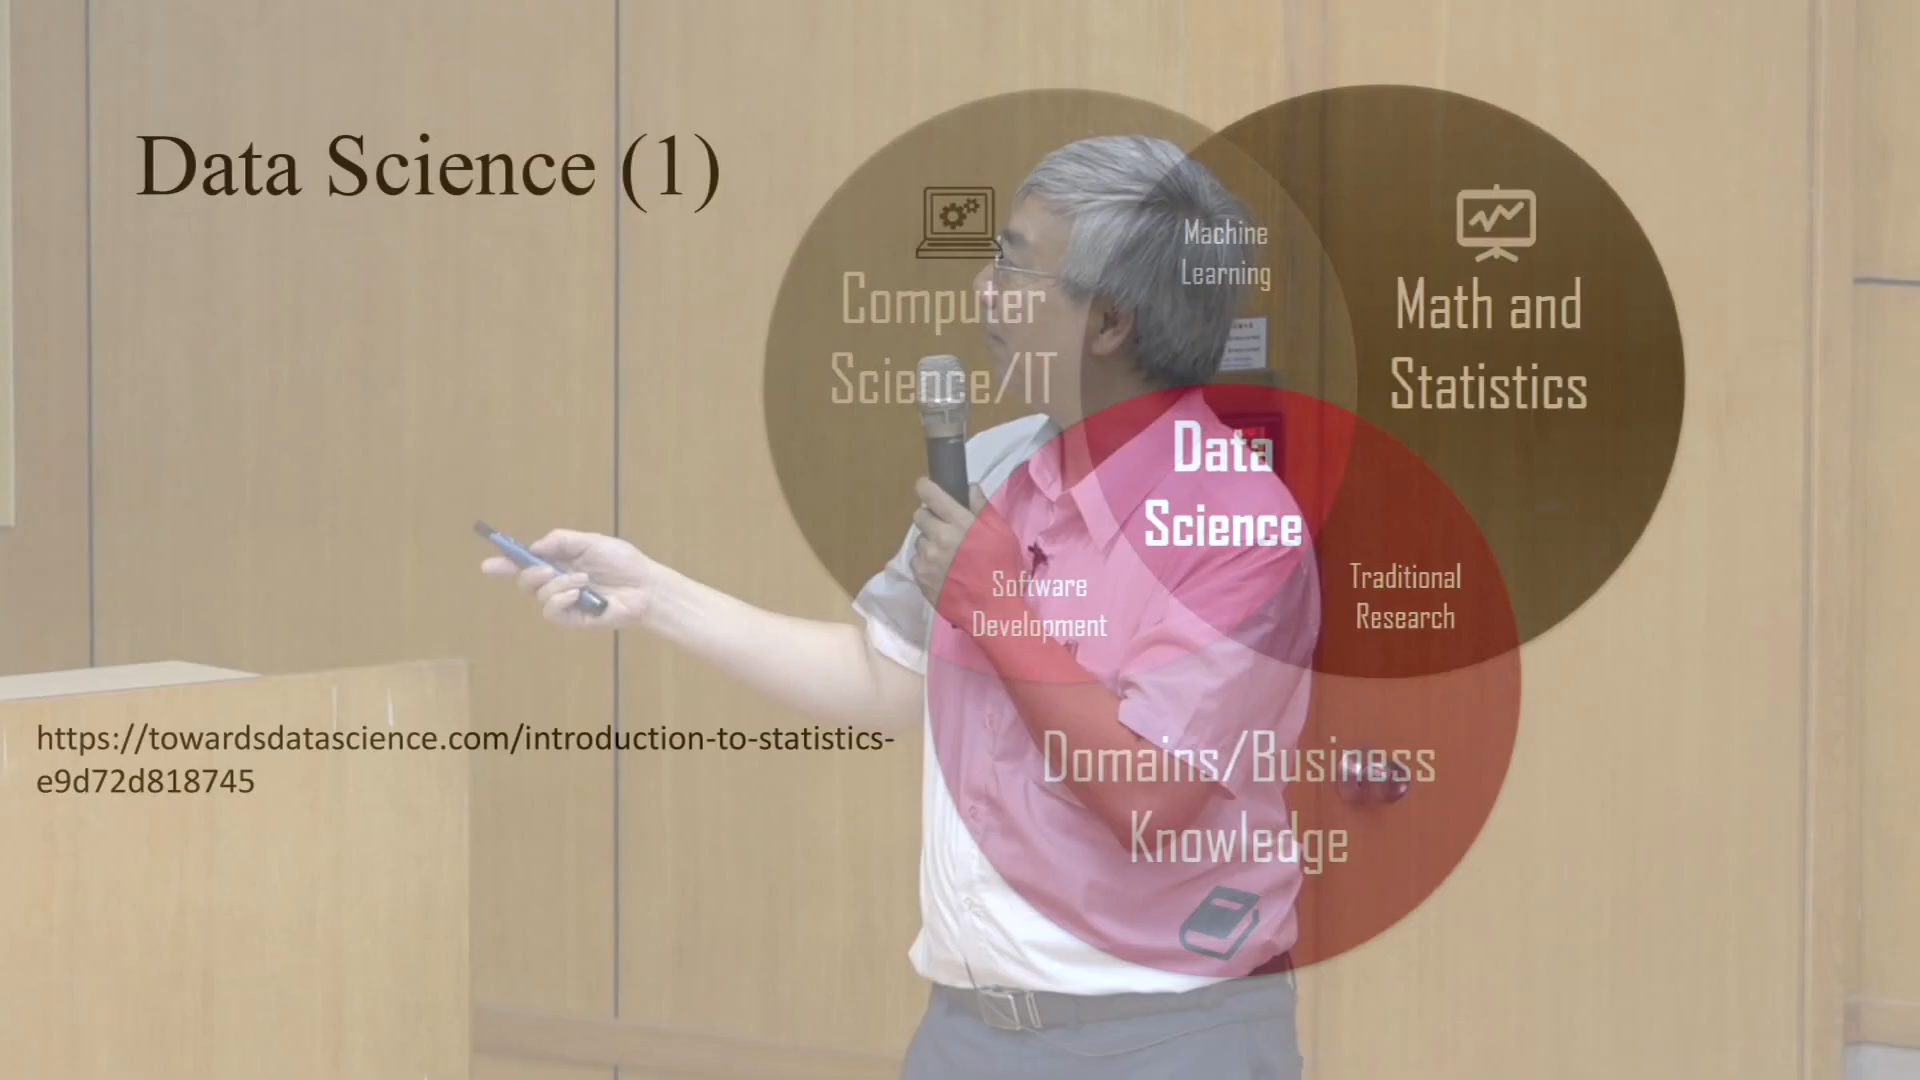 Data Science (1)
Machine
Learning
Computer
Science/IT
Math and
Statistics
Data
Science
Software
Development
Traditional
Research
https://towardsdatascience.com/introduction-to-statistics-
e9d72d818745
Domains/Business
Knowledge